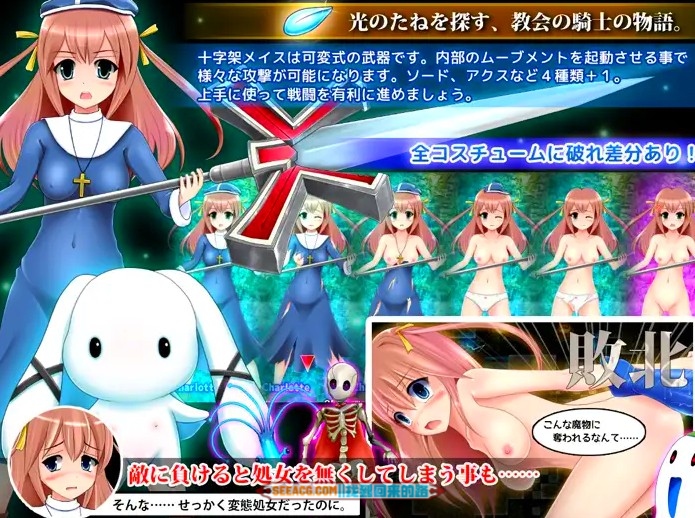 光のたねを探す、教会の騎士の物語。
十字架メイスは可変式の武器です。内部のムーブメントを起動させる事で
様々な攻撃が可能になります。ソード、アクスなど4種類+1。
上手に使って戦闘を有利に進めましょう。
全コスチュームに破れ差分あり!
Charlotte
Charlotte
敗北
こんな魔物に
奪われるなんて……
敵に負けると処女を無くしてしまう事も……
SEEACG.COM
そんな……せっかく変態処女だったのに。